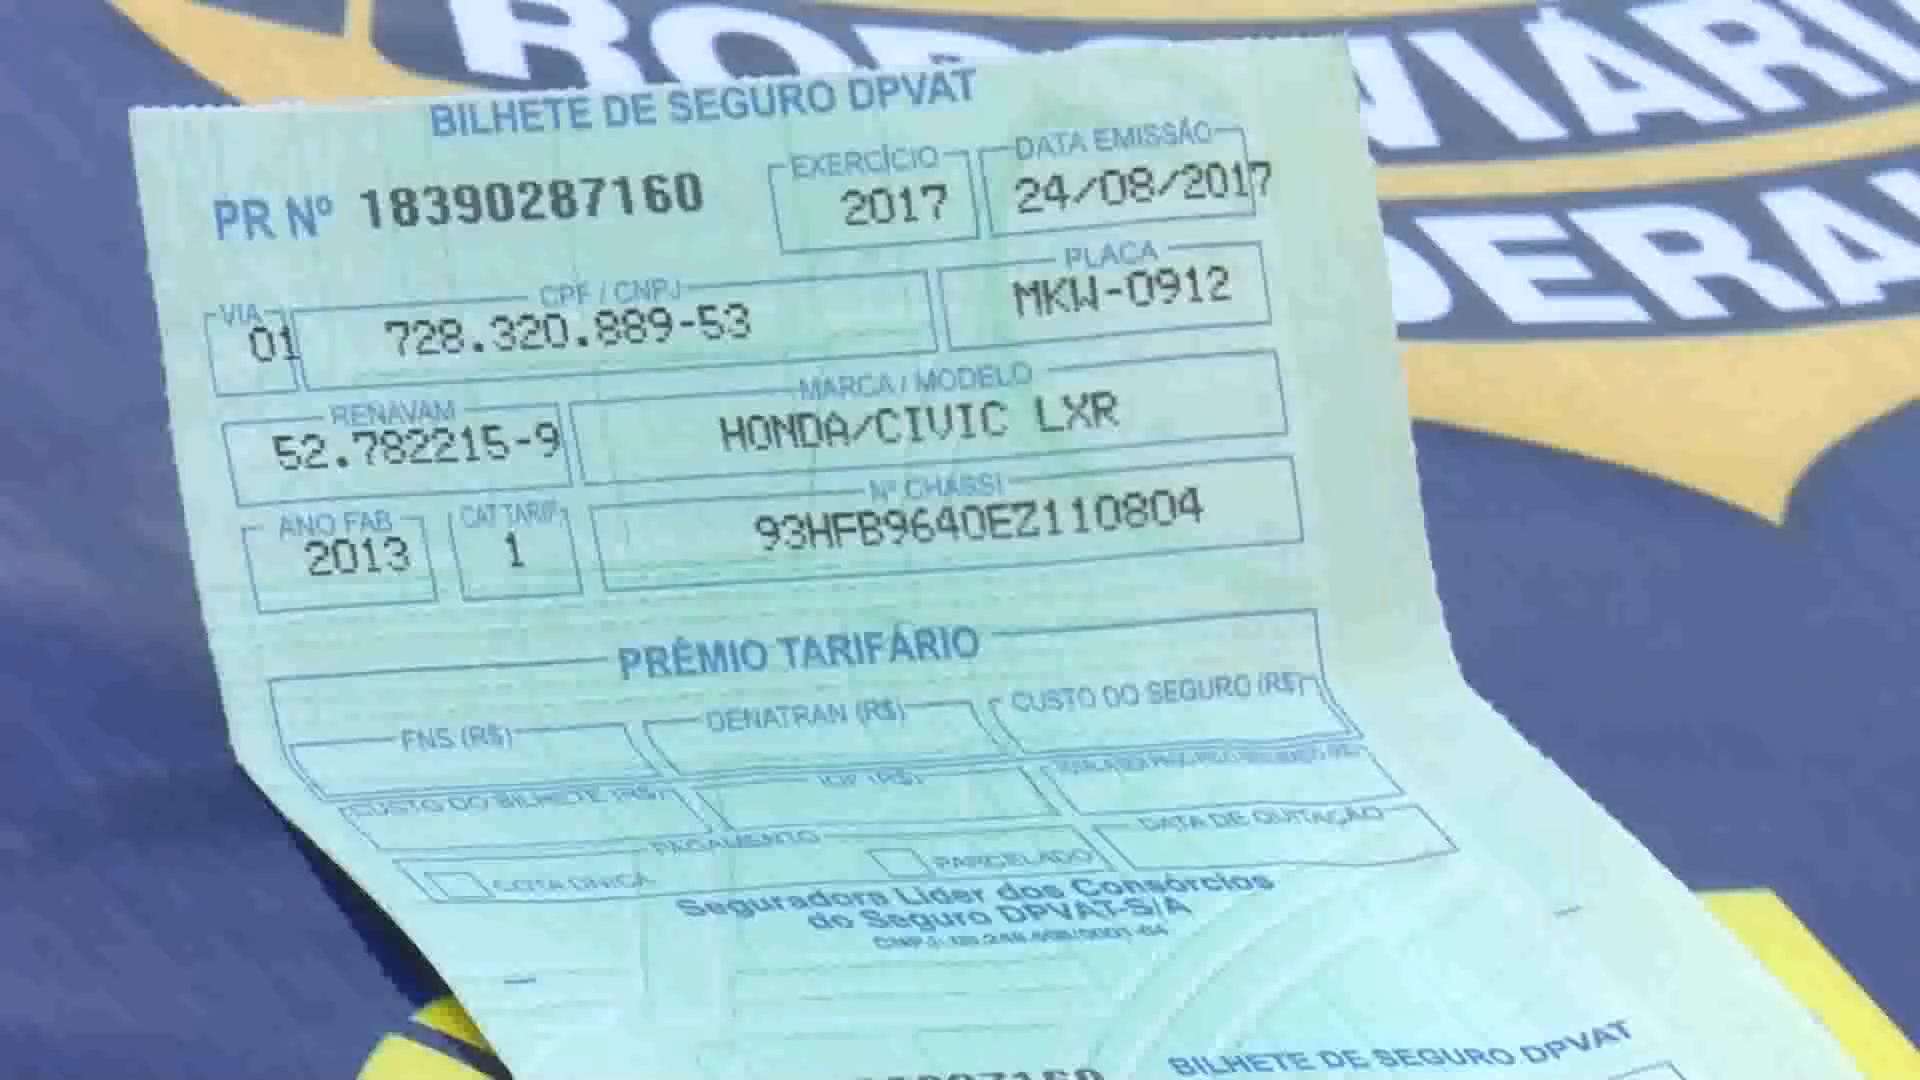 RODOVIÁRI
DERAL
BILHETE DE SEGURO DPVAT
PR Nº 18390287160
EXERCÍCIO
2017
DATA EMISSÃO
24/08/2017
VIA
01
CPF / CNPJ
728.320.889-53
PLACA
MKW-0912
RENAVAM
52.782215-9
MARCA / MODELO
HONDA/CIVIC LXR
ANO FAB
2013
CAT TARIF
1
Nº CHASSI
93HFB9640EZ110804
PRÊMIO TARIFÁRIO
FNS (R$)
DENATRAN (R$)
CUSTO DO SEGURO (R$)
CUSTO DO BILHETE (R$)
IOF (R$)
PAGAMENTO
COTA ÚNICA
PARCELADO
DATA DE QUITAÇÃO
Seguradora Líder dos Consórcios
do Seguro DPVAT-S/A
BILHETE DE SEGURO DPVAT